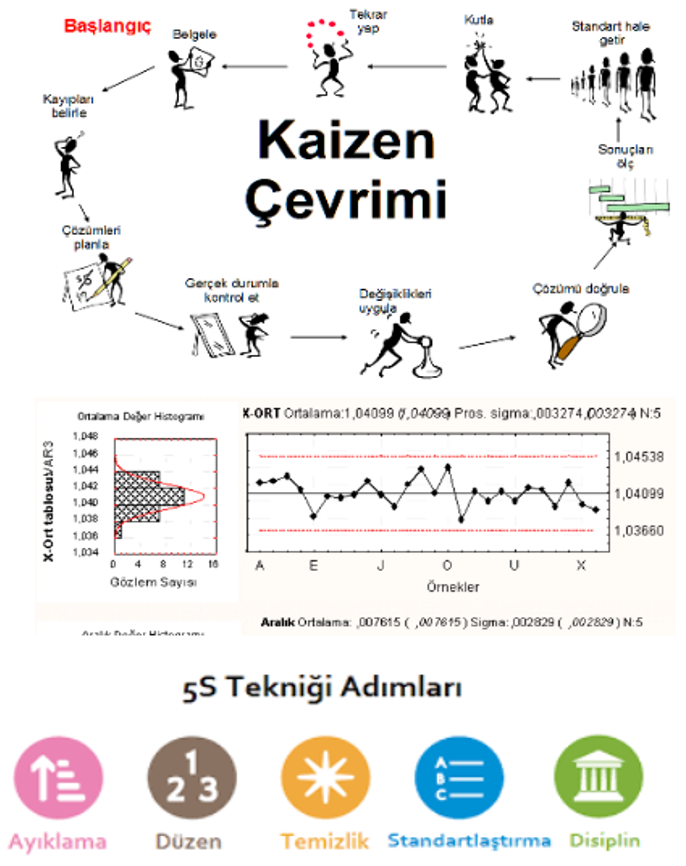 Başlangıç
Belgele
Tekrar
yap
Kutla
Standart hale
getir
Kayıpları
belirle
Kaizen
Çevrimi
Sonuçları
ölç
Çözümleri
planla
Gerçek durumla
kontrol et
Değişiklikleri
uygula
Çözümü doğrula
Ortalama Değer Histogramı
X-ORT Ortalama:1,04099 (1,04099) Pros. sigma:,003274,(,003274) N:5
X-Ort tablosu:VAR3
1,048
1,046
1,044
1,042
1,040
1,038
1,036
1,034
0 4 8 12 16
Gözlem Sayısı
1,04538
1,04099
1,03660
A E J O U X
Örnekler
Aralık Ortalama: ,007615 ( ,007615 ) Sigma:,002829 ( ,002829 ) N:5
Aralık Değer Histogramı
5S Tekniği Adımları
1
2 3
A
B
C
Ayıklama Düzen Temizlik Standartlaştırma Disiplin